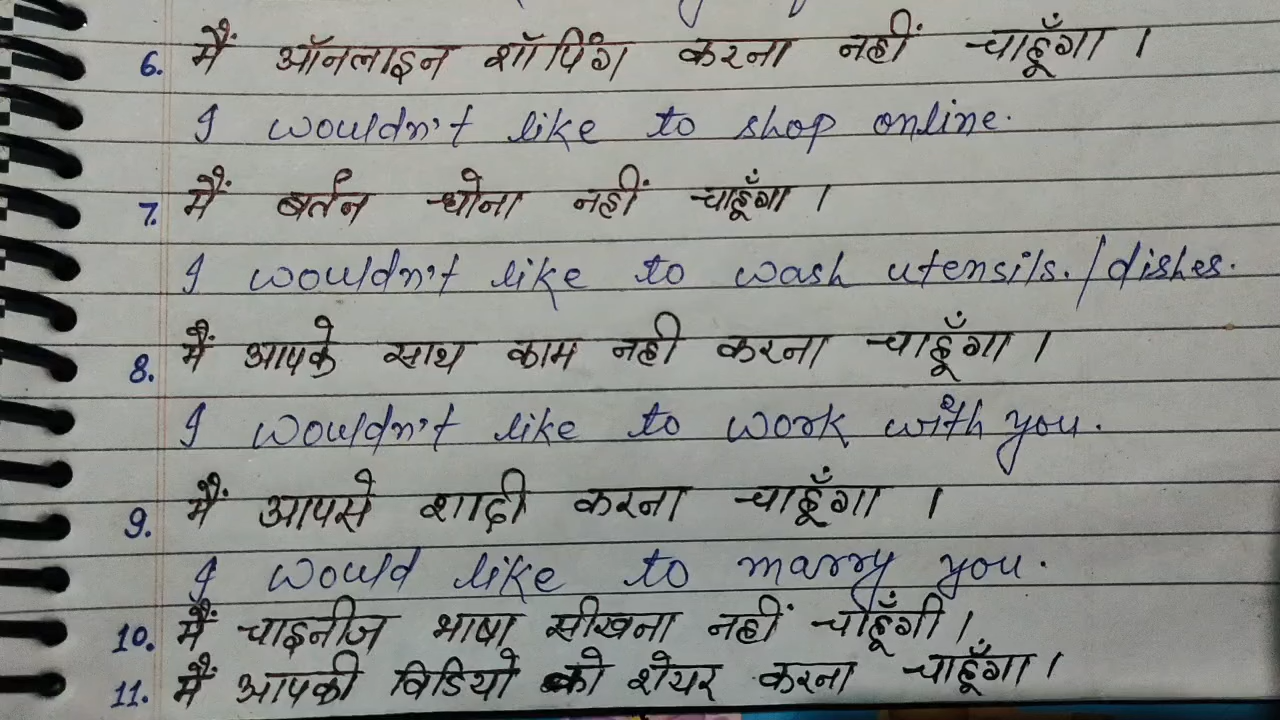 6. मैं ऑनलाइन शॉपिंग करना नहीं चाहूँगा ।
I wouldn't like to shop online.
7. मैं बर्तन धोना नहीं चाहूँगा ।
I wouldn't like to wash utensils./dishes.
8. मैं आपके साथ काम नही करना चाहूँगा ।
I wouldn't like to work with you.
9. मैं आपसे शादी करना चाहूँगा ।
I would like to marry you.
10. मैं चाइनीज भाषा सीखना नहीं चाहूँगी ।
11. मैं आपकी विडियो को शेयर करना चाहूँगा ।